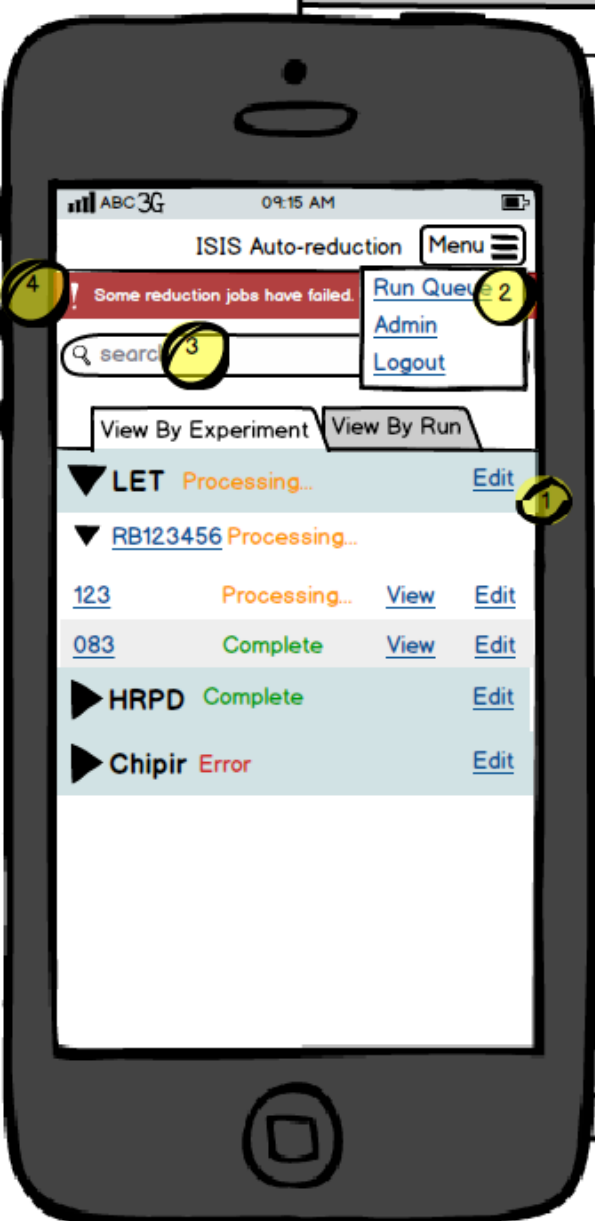 ABC 3G 09:15 AM
ISIS Auto-reduction Menu
4
! Some reduction jobs have failed.
Run Queue 2
Admin
Logout
search 3
View By Experiment View By Run
LET Processing... Edit
1
RB123456 Processing...
123 Processing... View Edit
083 Complete View Edit
HRPD Complete Edit
Chipir Error Edit